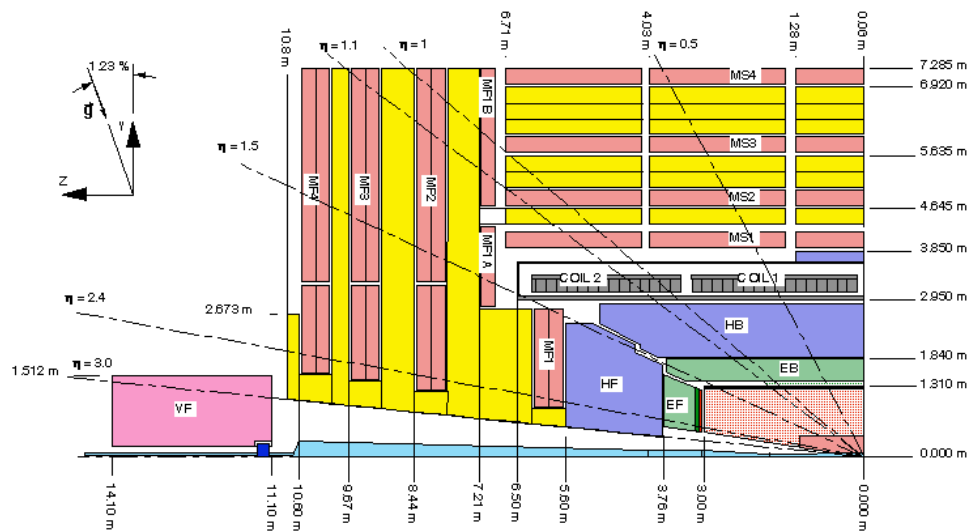 10.8 m
η = 1.1
η = 1
6.71 m
4.03 m
η = 0.5
1.28 m
0.06 m
1.23 %
g
Y
Z
η = 1.5
η = 2.4
η = 3.0
1.512 m
2.673 m
MF4
MF3
MF2
MF1 B
MF1 A
MF1
MS4
MS3
MS2
MS1
COIL 2
COIL 1
HB
EB
HF
EF
VF
7.285 m
6.920 m
5.635 m
4.645 m
3.850 m
2.950 m
1.840 m
1.310 m
0.000 m
14.10 m
11.10 m
10.60 m
9.67 m
8.44 m
7.21 m
6.50 m
5.60 m
3.76 m
3.00 m
0.000 m